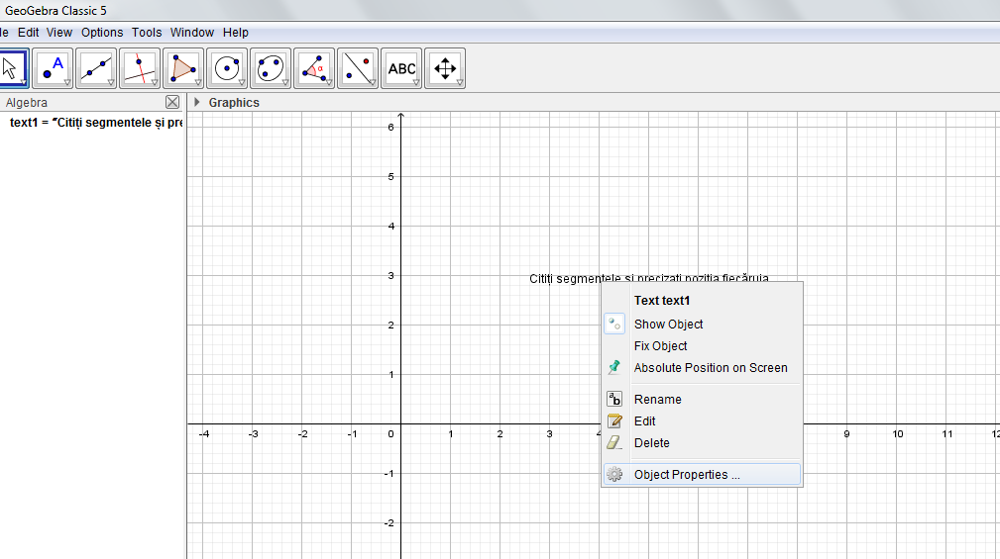 GeoGebra Classic 5
le Edit View Options Tools Window Help
A
α
ABC
Algebra
Graphics
text1 = "Citiți segmentele și pre
6
5
4
3
2
1
-4 -3 -2 -1 0 1 2 3 4 9 10 11 12
-1
-2
Citiți segmentele și precizați poziția fiecăruia
Text text1
Show Object
Fix Object
Absolute Position on Screen
ab Rename
Edit
Delete
Object Properties ...